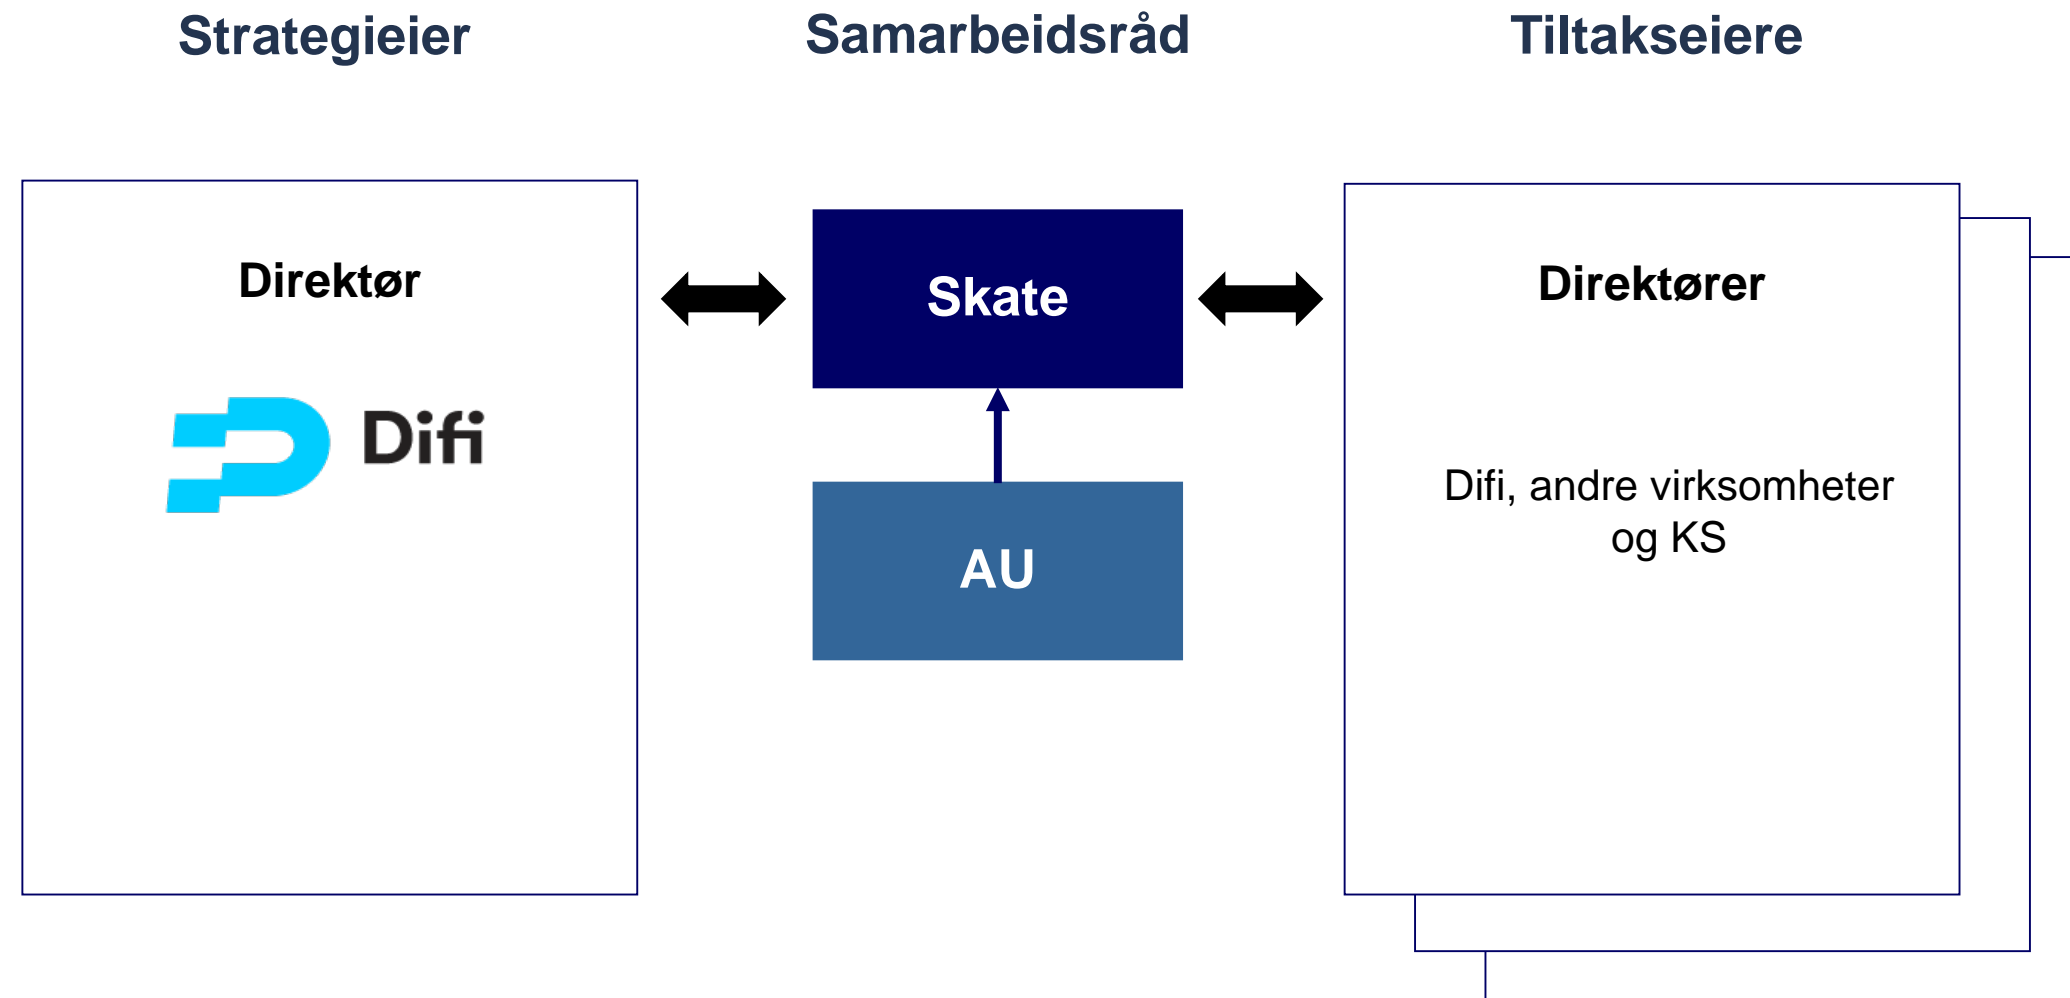 Strategieier
Samarbeidsråd
Tiltakseiere
Direktør
Difi
Skate
AU
Direktører
Difi, andre virksomheter
og KS